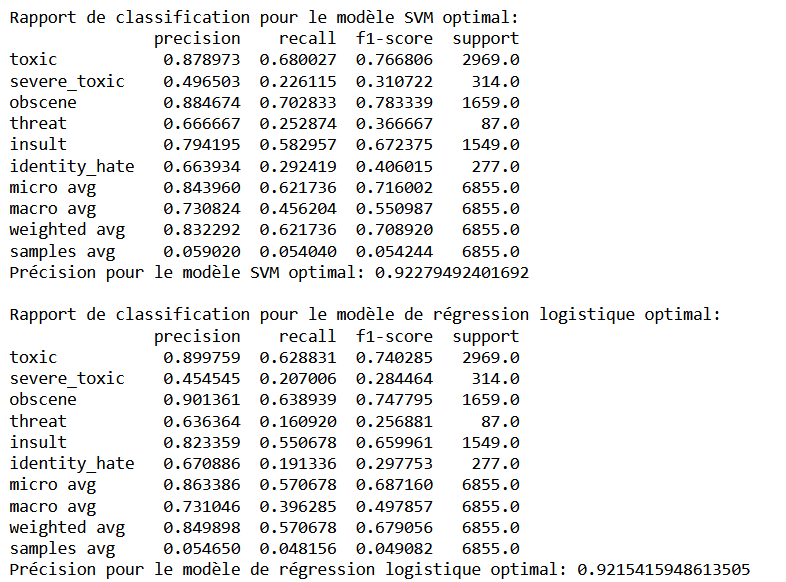 Rapport de classification pour le modèle SVM optimal:
precision recall f1-score support
toxic 0.878973 0.680027 0.766806 2969.0
severe_toxic 0.496503 0.226115 0.310722 314.0
obscene 0.884674 0.702833 0.783339 1659.0
threat 0.666667 0.252874 0.366667 87.0
insult 0.794195 0.582957 0.672375 1549.0
identity_hate 0.663934 0.292419 0.406015 277.0
micro avg 0.843960 0.621736 0.716002 6855.0
macro avg 0.730824 0.456204 0.550987 6855.0
weighted avg 0.832292 0.621736 0.708920 6855.0
samples avg 0.059020 0.054040 0.054244 6855.0
Précision pour le modèle SVM optimal: 0.92279492401692
Rapport de classification pour le modèle de régression logistique optimal:
precision recall f1-score support
toxic 0.899759 0.628831 0.740285 2969.0
severe_toxic 0.454545 0.207006 0.284464 314.0
obscene 0.901361 0.638939 0.747795 1659.0
threat 0.636364 0.160920 0.256881 87.0
insult 0.823359 0.550678 0.659961 1549.0
identity_hate 0.670886 0.191336 0.297753 277.0
micro avg 0.863386 0.570678 0.687160 6855.0
macro avg 0.731046 0.396285 0.497857 6855.0
weighted avg 0.849898 0.570678 0.679056 6855.0
samples avg 0.054650 0.048156 0.049082 6855.0
Précision pour le modèle de régression logistique optimal: 0.9215415948613505